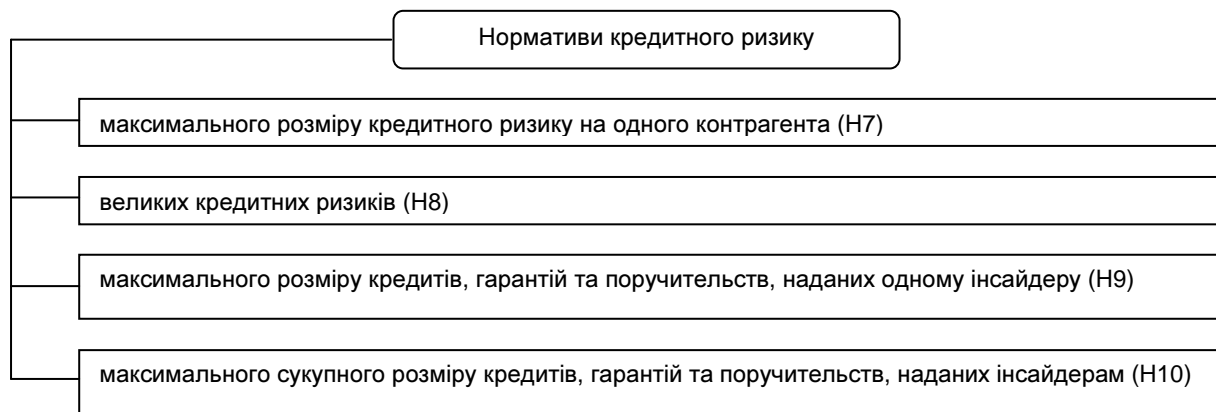 Нормативи кредитного ризику
максимального розміру кредитного ризику на одного контрагента (Н7)
великих кредитних ризиків (Н8)
максимального розміру кредитів, гарантій та поручительств, наданих одному інсайдеру (Н9)
максимального сукупного розміру кредитів, гарантій та поручительств, наданих інсайдерам (Н10)